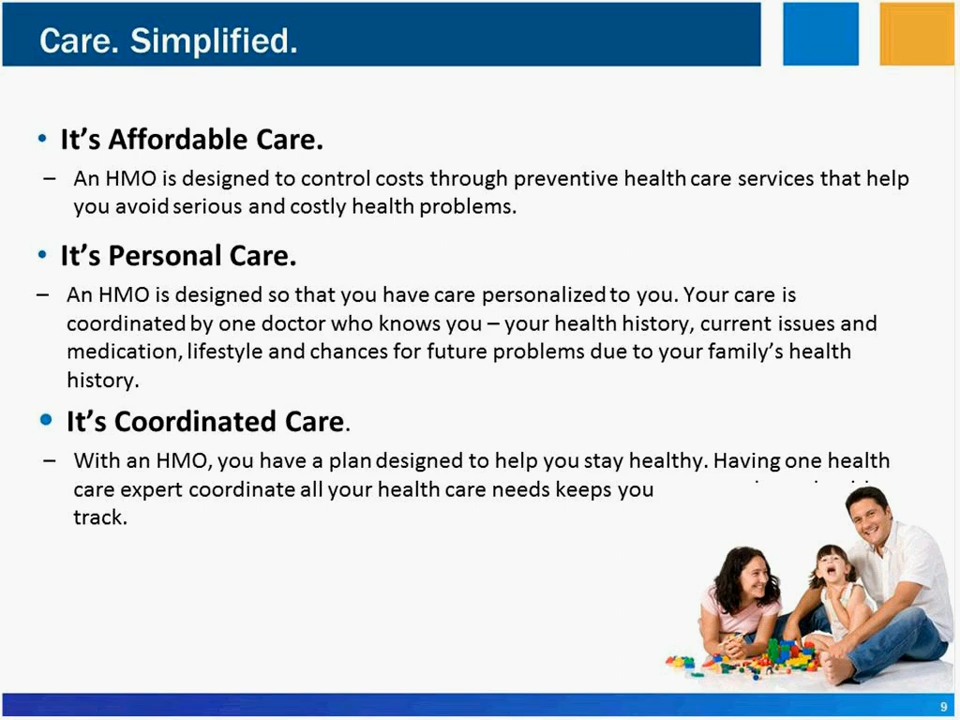 Care. Simplified.
• It’s Affordable Care.
– An HMO is designed to control costs through preventive health care services that help
you avoid serious and costly health problems.
• It’s Personal Care.
– An HMO is designed so that you have care personalized to you. Your care is
coordinated by one doctor who knows you – your health history, current issues and
medication, lifestyle and chances for future problems due to your family’s health
history.
• It’s Coordinated Care.
– With an HMO, you have a plan designed to help you stay healthy. Having one health
care expert coordinate all your health care needs keeps you
track.
9